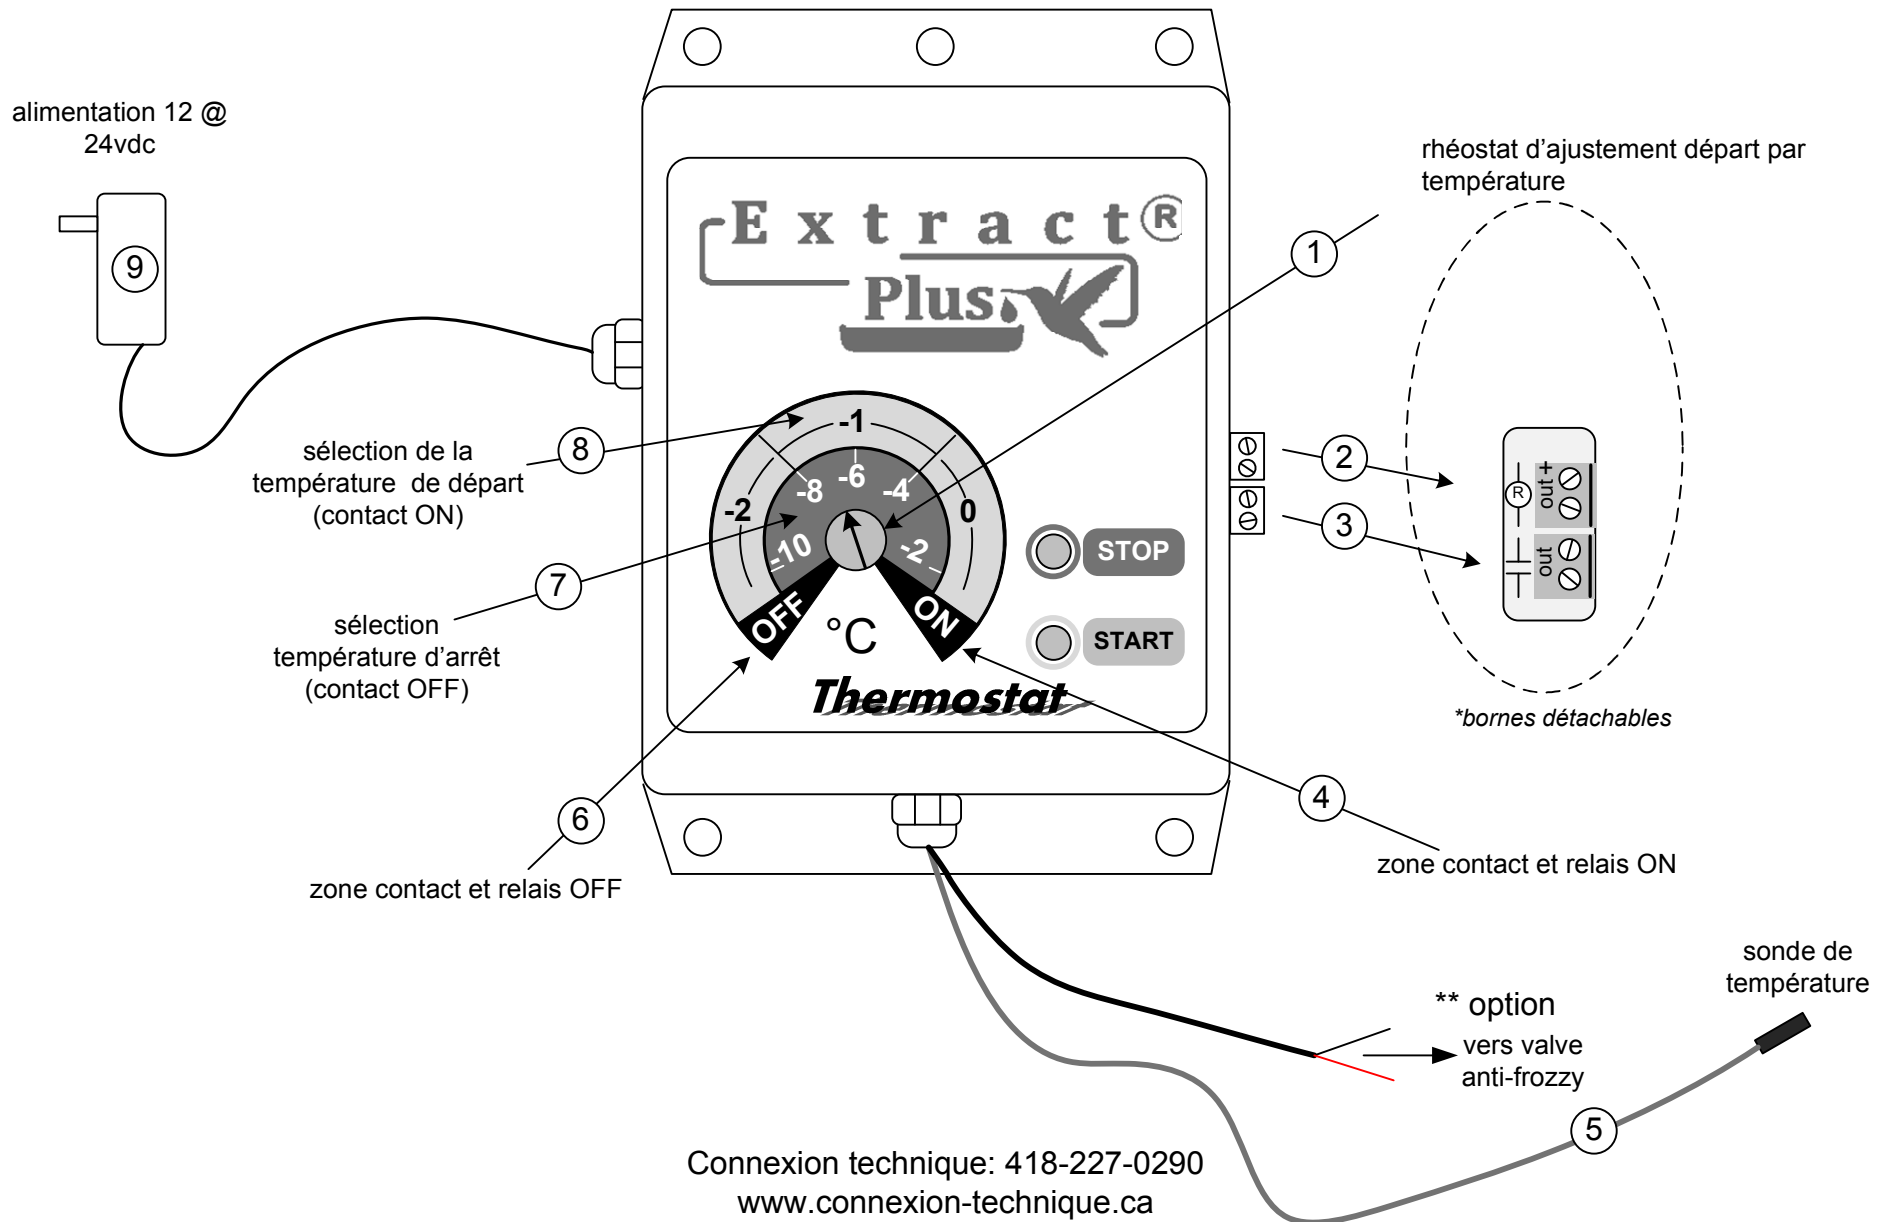 alimentation 12 @
24vdc
9
Extract®
Plus
rhéostat d'ajustement départ par
température
1
8
sélection de la
température de départ
(contact ON)
-2
-1
0
-10
-8
-6
-4
-2
OFF
ON
°C
STOP
START
Thermostat
2
3
R
out +
out
*bornes détachables
7
sélection
température d'arrêt
(contact OFF)
6
zone contact et relais OFF
4
zone contact et relais ON
sonde de
température
** option
vers valve
anti-frozzy
5
Connexion technique: 418-227-0290
www.connexion-technique.ca